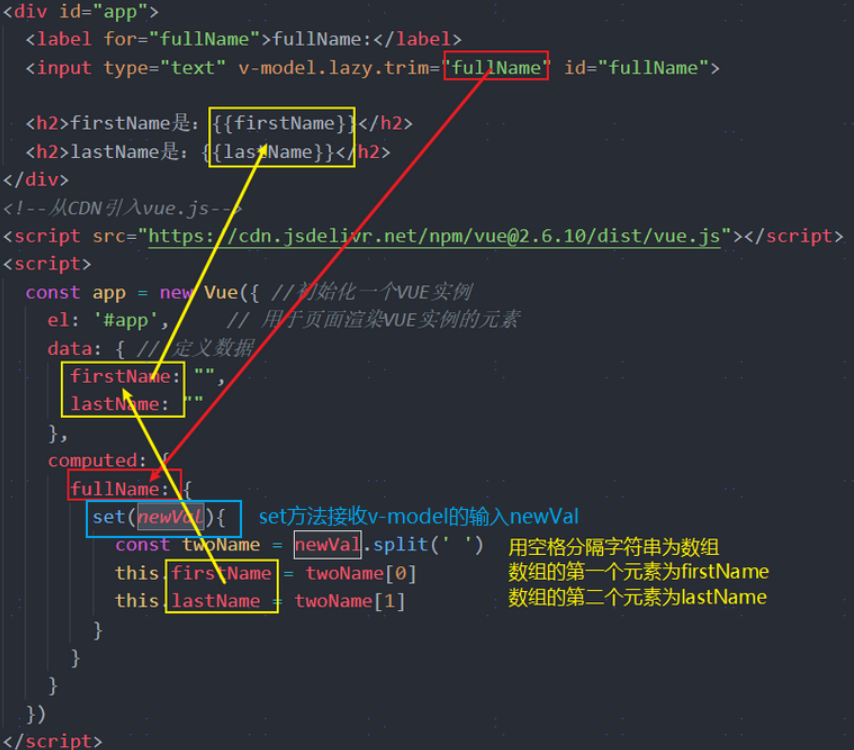 <div id="app">
<label for="fullName">fullName:</label>
<input type="text" v-model.lazy.trim="fullName" id="fullName">
<h2>firstName是：{{firstName}}</h2>
<h2>lastName是：{{lastName}}</h2>
</div>
<!--从CDN引入vue.js-->
<script src="https://cdn.jsdelivr.net/npm/vue@2.6.10/dist/vue.js"></script>
<script>
const app = new Vue({ //初始化一个VUE实例
el: '#app', // 用于页面渲染VUE实例的元素
data: { // 定义数据
firstName: "",
lastName: ""
},
computed: {
fullName: {
set(newVal){ set方法接收v-model的输入newVal
const twoName = newVal.split(' ') 用空格分隔字符串为数组
this.firstName = twoName[0] 数组的第一个元素为firstName
this.lastName = twoName[1] 数组的第二个元素为lastName
}
}
}
})
</script>